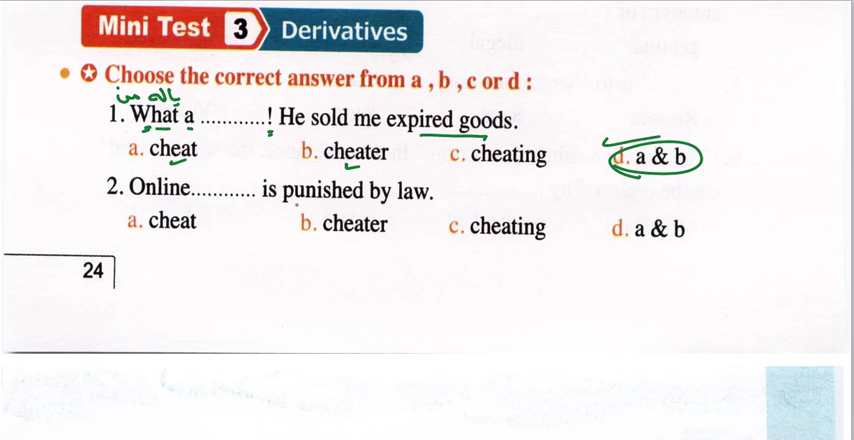 Mini Test 3 Derivatives
Choose the correct answer from a , b , c or d :
ياله من
1. What a ...........! He sold me expired goods.
a. cheat b. cheater c. cheating d. a & b
2. Online........... is punished by law.
a. cheat b. cheater c. cheating d. a & b
24